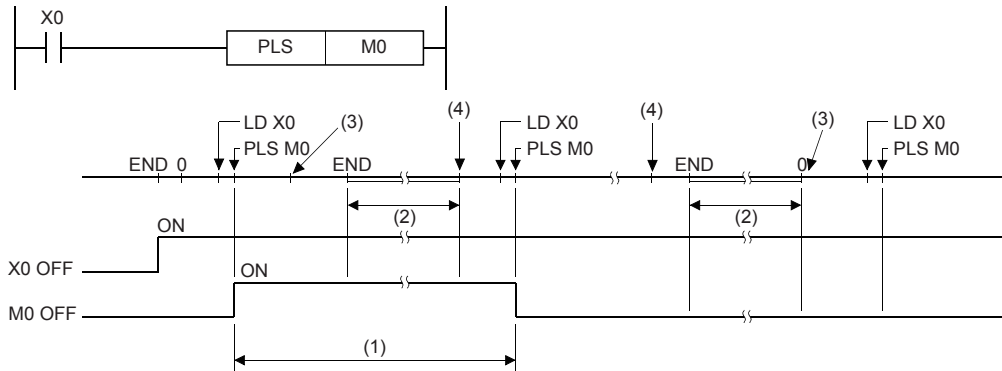 X0
PLS M0
LD X0 (3) (4) LD X0 (4) (3) LD X0
PLS M0 PLS M0 PLS M0
END 0 END END 0
(2) (2)
ON
X0 OFF
ON
M0 OFF
(1)